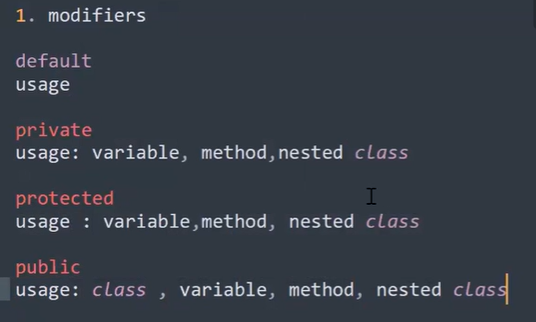 1. modifiers
default
usage
private
usage: variable, method,nested class
protected
usage : variable,method, nested class
public
usage: class , variable, method, nested class